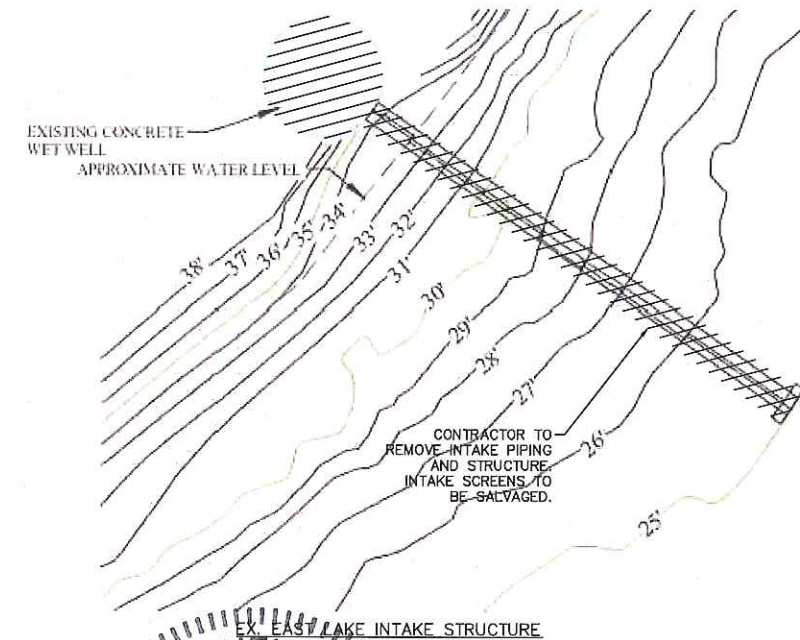 EXISTING CONCRETE
WET WELL
APPROXIMATE WATER LEVEL
38'
37'
36'
35'
34'
33'
32'
31'
30'
29'
28'
27'
26'
25'
CONTRACTOR TO
REMOVE INTAKE PIPING
AND STRUCTURE.
INTAKE SCREENS TO
BE SALVAGED.
EX. EAST LAKE INTAKE STRUCTURE